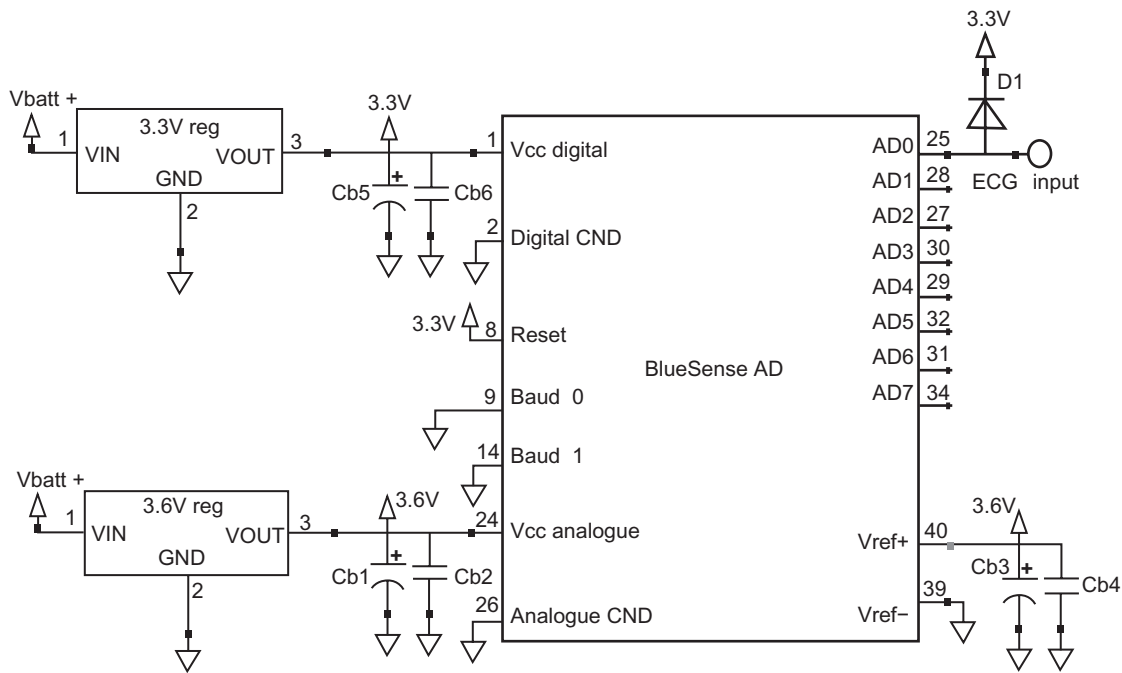 3.3V
D1
Vbatt +
3.3V reg
1
VIN
VOUT
3
GND
2
3.3V
Cb5
+
Cb6
1
Vcc digital
2
Digital CND
3.3V
8
Reset
9
Baud 0
14
Baud 1
BlueSense AD
AD0
25
ECG input
AD1
28
AD2
27
AD3
30
AD4
29
AD5
32
AD6
31
AD7
34
Vbatt +
3.6V reg
1
VIN
VOUT
3
GND
2
3.6V
Cb1
+
Cb2
24
Vcc analogue
26
Analogue CND
3.6V
Vref+
40
Cb3
+
Cb4
Vref−
39